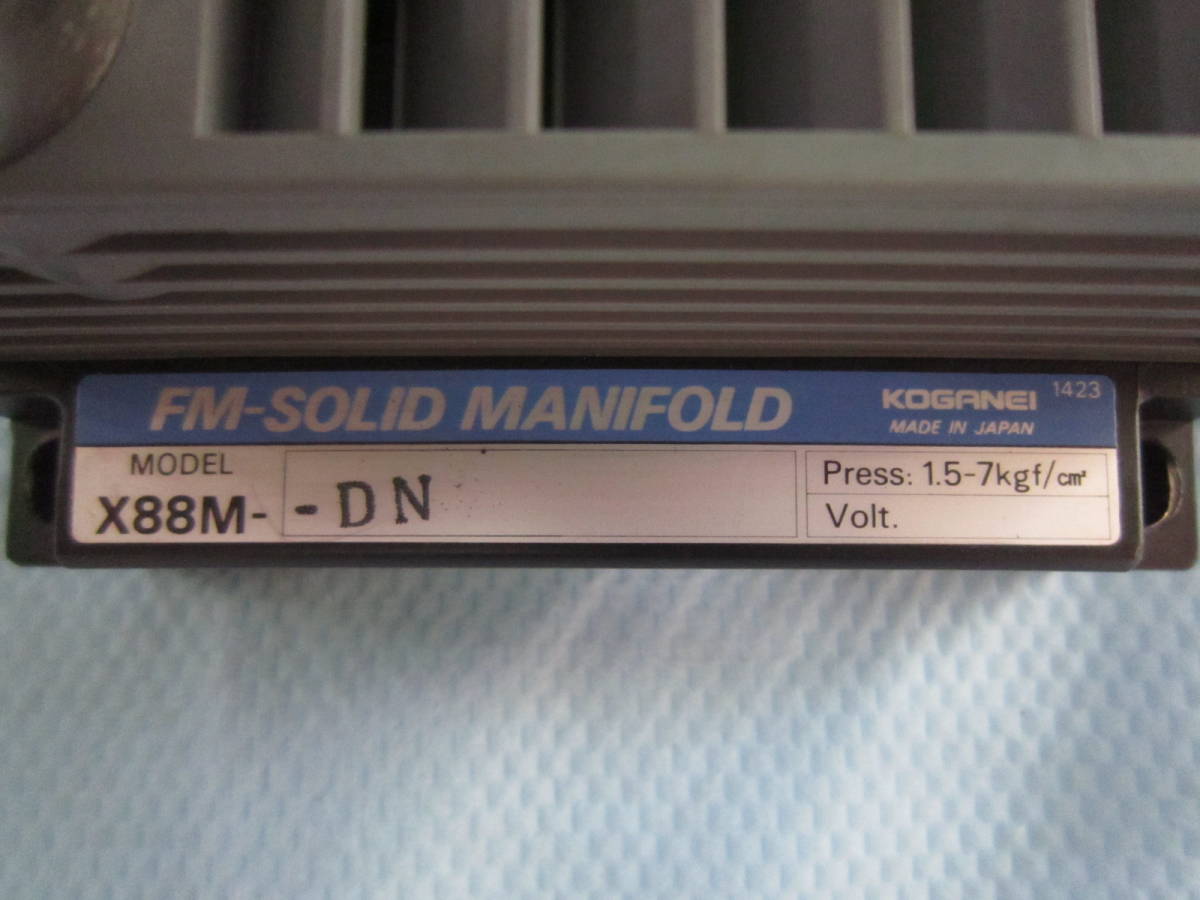 FM-SOLID MANIFOLD
KOGANEI 1423
MADE IN JAPAN
MODEL
X88M- -DN
Press: 1.5-7kgf/cm²
Volt.